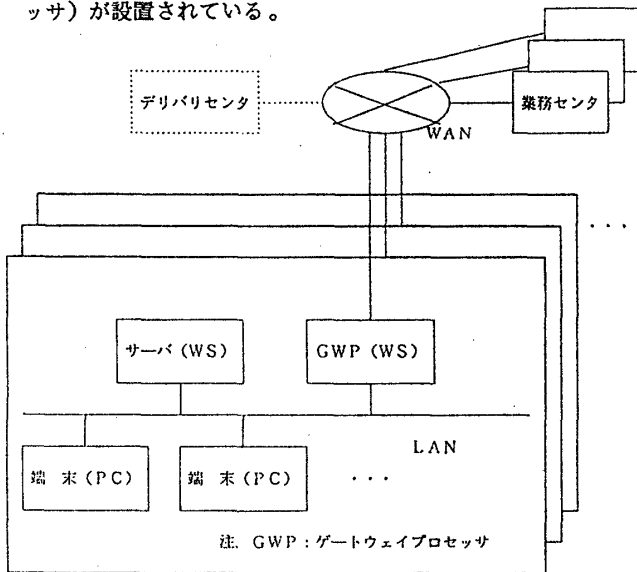 ッサ）が設置されている。
デリバリセンタ
業務センタ
WAN
・・・
サーバ（WS）
GWP（WS）
LAN
端 末（PC）
端 末（PC）
・・・
注. GWP：ゲートウェイプロセッサ